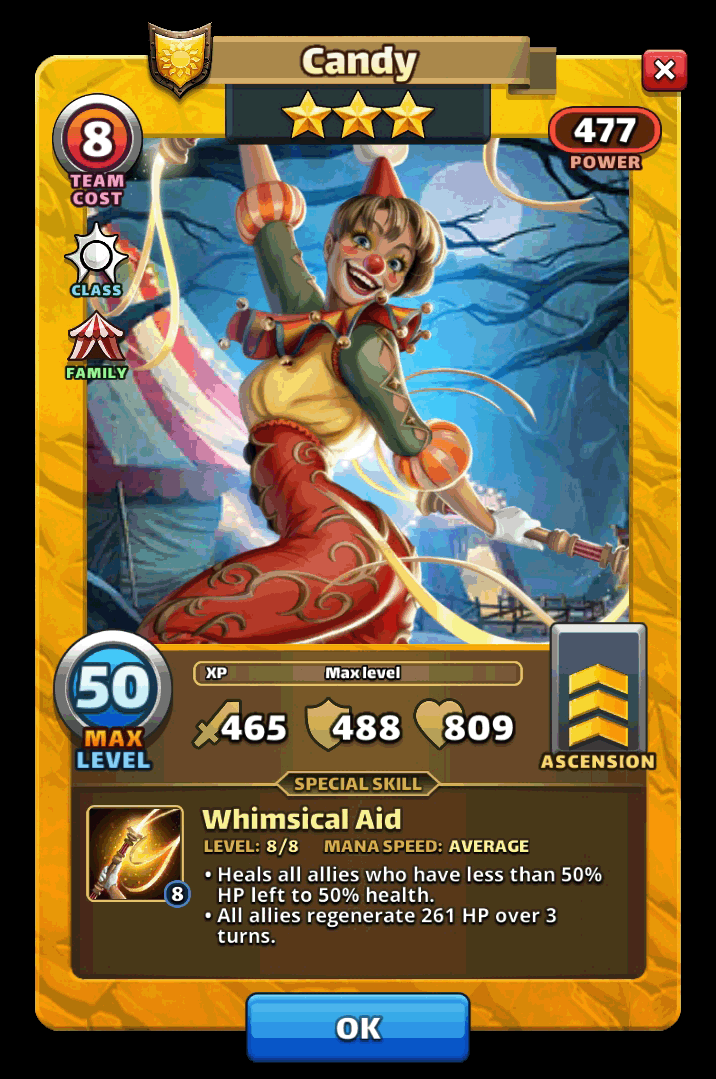 Candy
8
TEAM
COST
477
POWER
CLASS
FAMILY
50
MAX
LEVEL
XP Max level
465 488 809
ASCENSION
SPECIAL SKILL
Whimsical Aid
LEVEL: 8/8 MANA SPEED: AVERAGE
8
• Heals all allies who have less than 50%
HP left to 50% health.
• All allies regenerate 261 HP over 3
turns.
OK